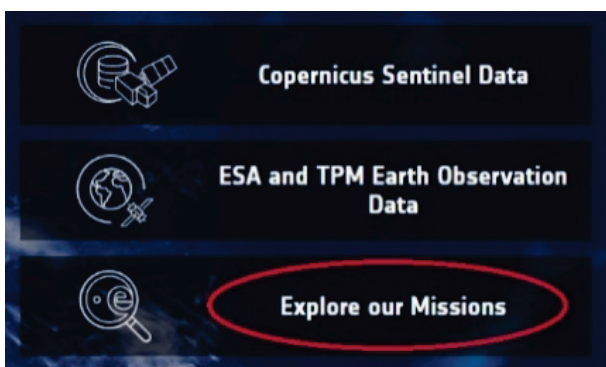 Copernicus Sentinel Data
ESA and TPM Earth Observation
Data
Explore our Missions